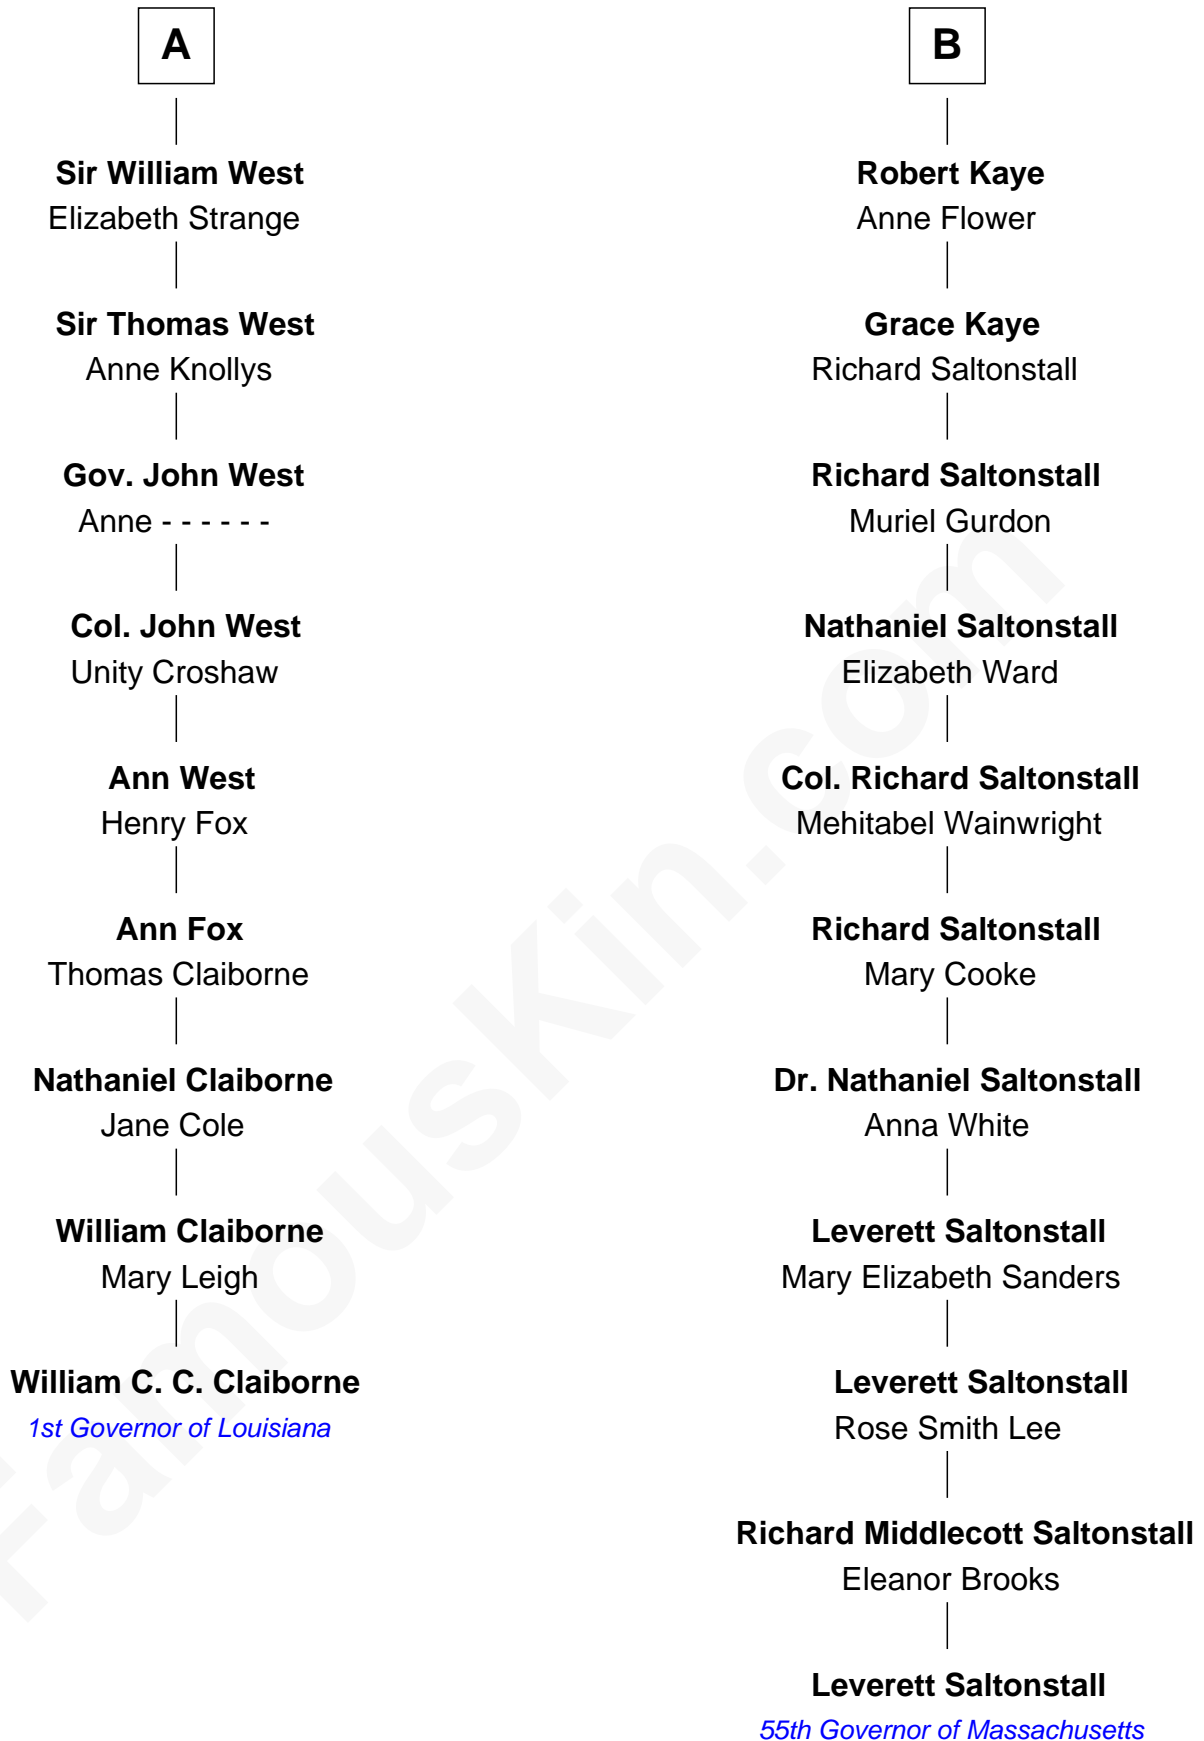 A
Sir William West
Elizabeth Strange
Sir Thomas West
Anne Knollys
Gov. John West
Anne - - - - - -
Col. John West
Unity Croshaw
Ann West
Henry Fox
Ann Fox
Thomas Claiborne
Nathaniel Claiborne
Jane Cole
William Claiborne
Mary Leigh
William C. C. Claiborne
1st Governor of Louisiana
B
Robert Kaye
Anne Flower
Grace Kaye
Richard Saltonstall
Richard Saltonstall
Muriel Gurdon
Nathaniel Saltonstall
Elizabeth Ward
Col. Richard Saltonstall
Mehitabel Wainwright
Richard Saltonstall
Mary Cooke
Dr. Nathaniel Saltonstall
Anna White
Leverett Saltonstall
Mary Elizabeth Sanders
Leverett Saltonstall
Rose Smith Lee
Richard Middlecott Saltonstall
Eleanor Brooks
Leverett Saltonstall
55th Governor of Massachusetts
FamousKin.com